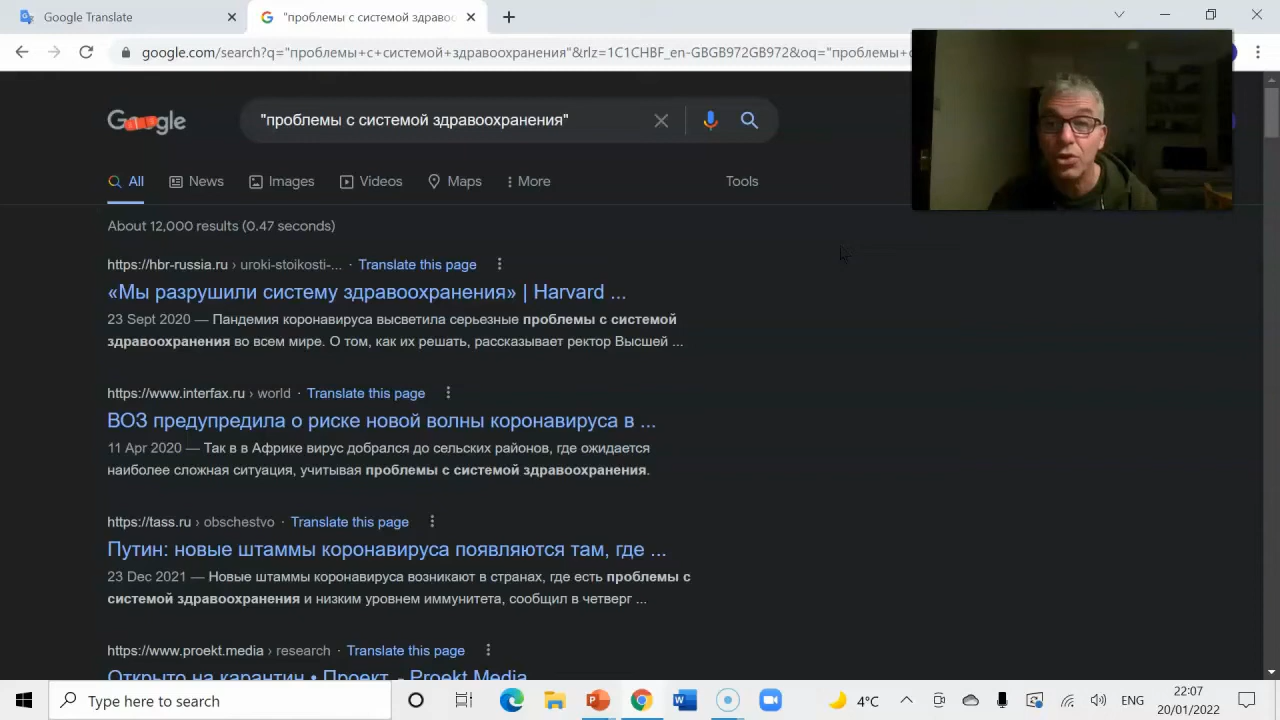 Google Translate
"проблемы с системой здравоо
google.com/search?q="проблемы+с+системой+здравоохранения"&rlz=1C1CHBF_en-GBGB972GB972&oq="проблемы+
Google
"проблемы с системой здравоохранения"
All
News
Images
Videos
Maps
More
Tools
About 12,000 results (0.47 seconds)
https://hbr-russia.ru › uroki-stoikosti-... · Translate this page
«Мы разрушили систему здравоохранения» | Harvard ...
23 Sept 2020 — Пандемия коронавируса высветила серьезные проблемы с системой
здравоохранения во всем мире. О том, как их решать, рассказывает ректор Высшей ...
https://www.interfax.ru › world · Translate this page
ВОЗ предупредила о риске новой волны коронавируса в ...
11 Apr 2020 — Так в в Африке вирус добрался до сельских районов, где ожидается
наиболее сложная ситуация, учитывая проблемы с системой здравоохранения.
https://tass.ru › obschestvo · Translate this page
Путин: новые штаммы коронавируса появляются там, где ...
23 Dec 2021 — Новые штаммы коронавируса возникают в странах, где есть проблемы с
системой здравоохранения и низким уровнем иммунитета, сообщил в четверг ...
https://www.proekt.media › research · Translate this page
Открыто на карантин • Проект. - Proekt Media
Type here to search
4°C
ENG
22:07
20/01/2022